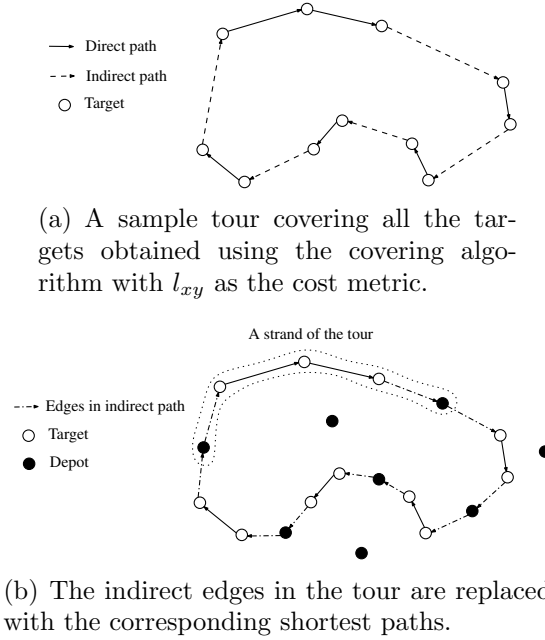 Direct path
Indirect path
Target
(a) A sample tour covering all the tar-
gets obtained using the covering algo-
rithm with l_{xy} as the cost metric.
A strand of the tour
Edges in indirect path
Target
Depot
(b) The indirect edges in the tour are replaced
with the corresponding shortest paths.